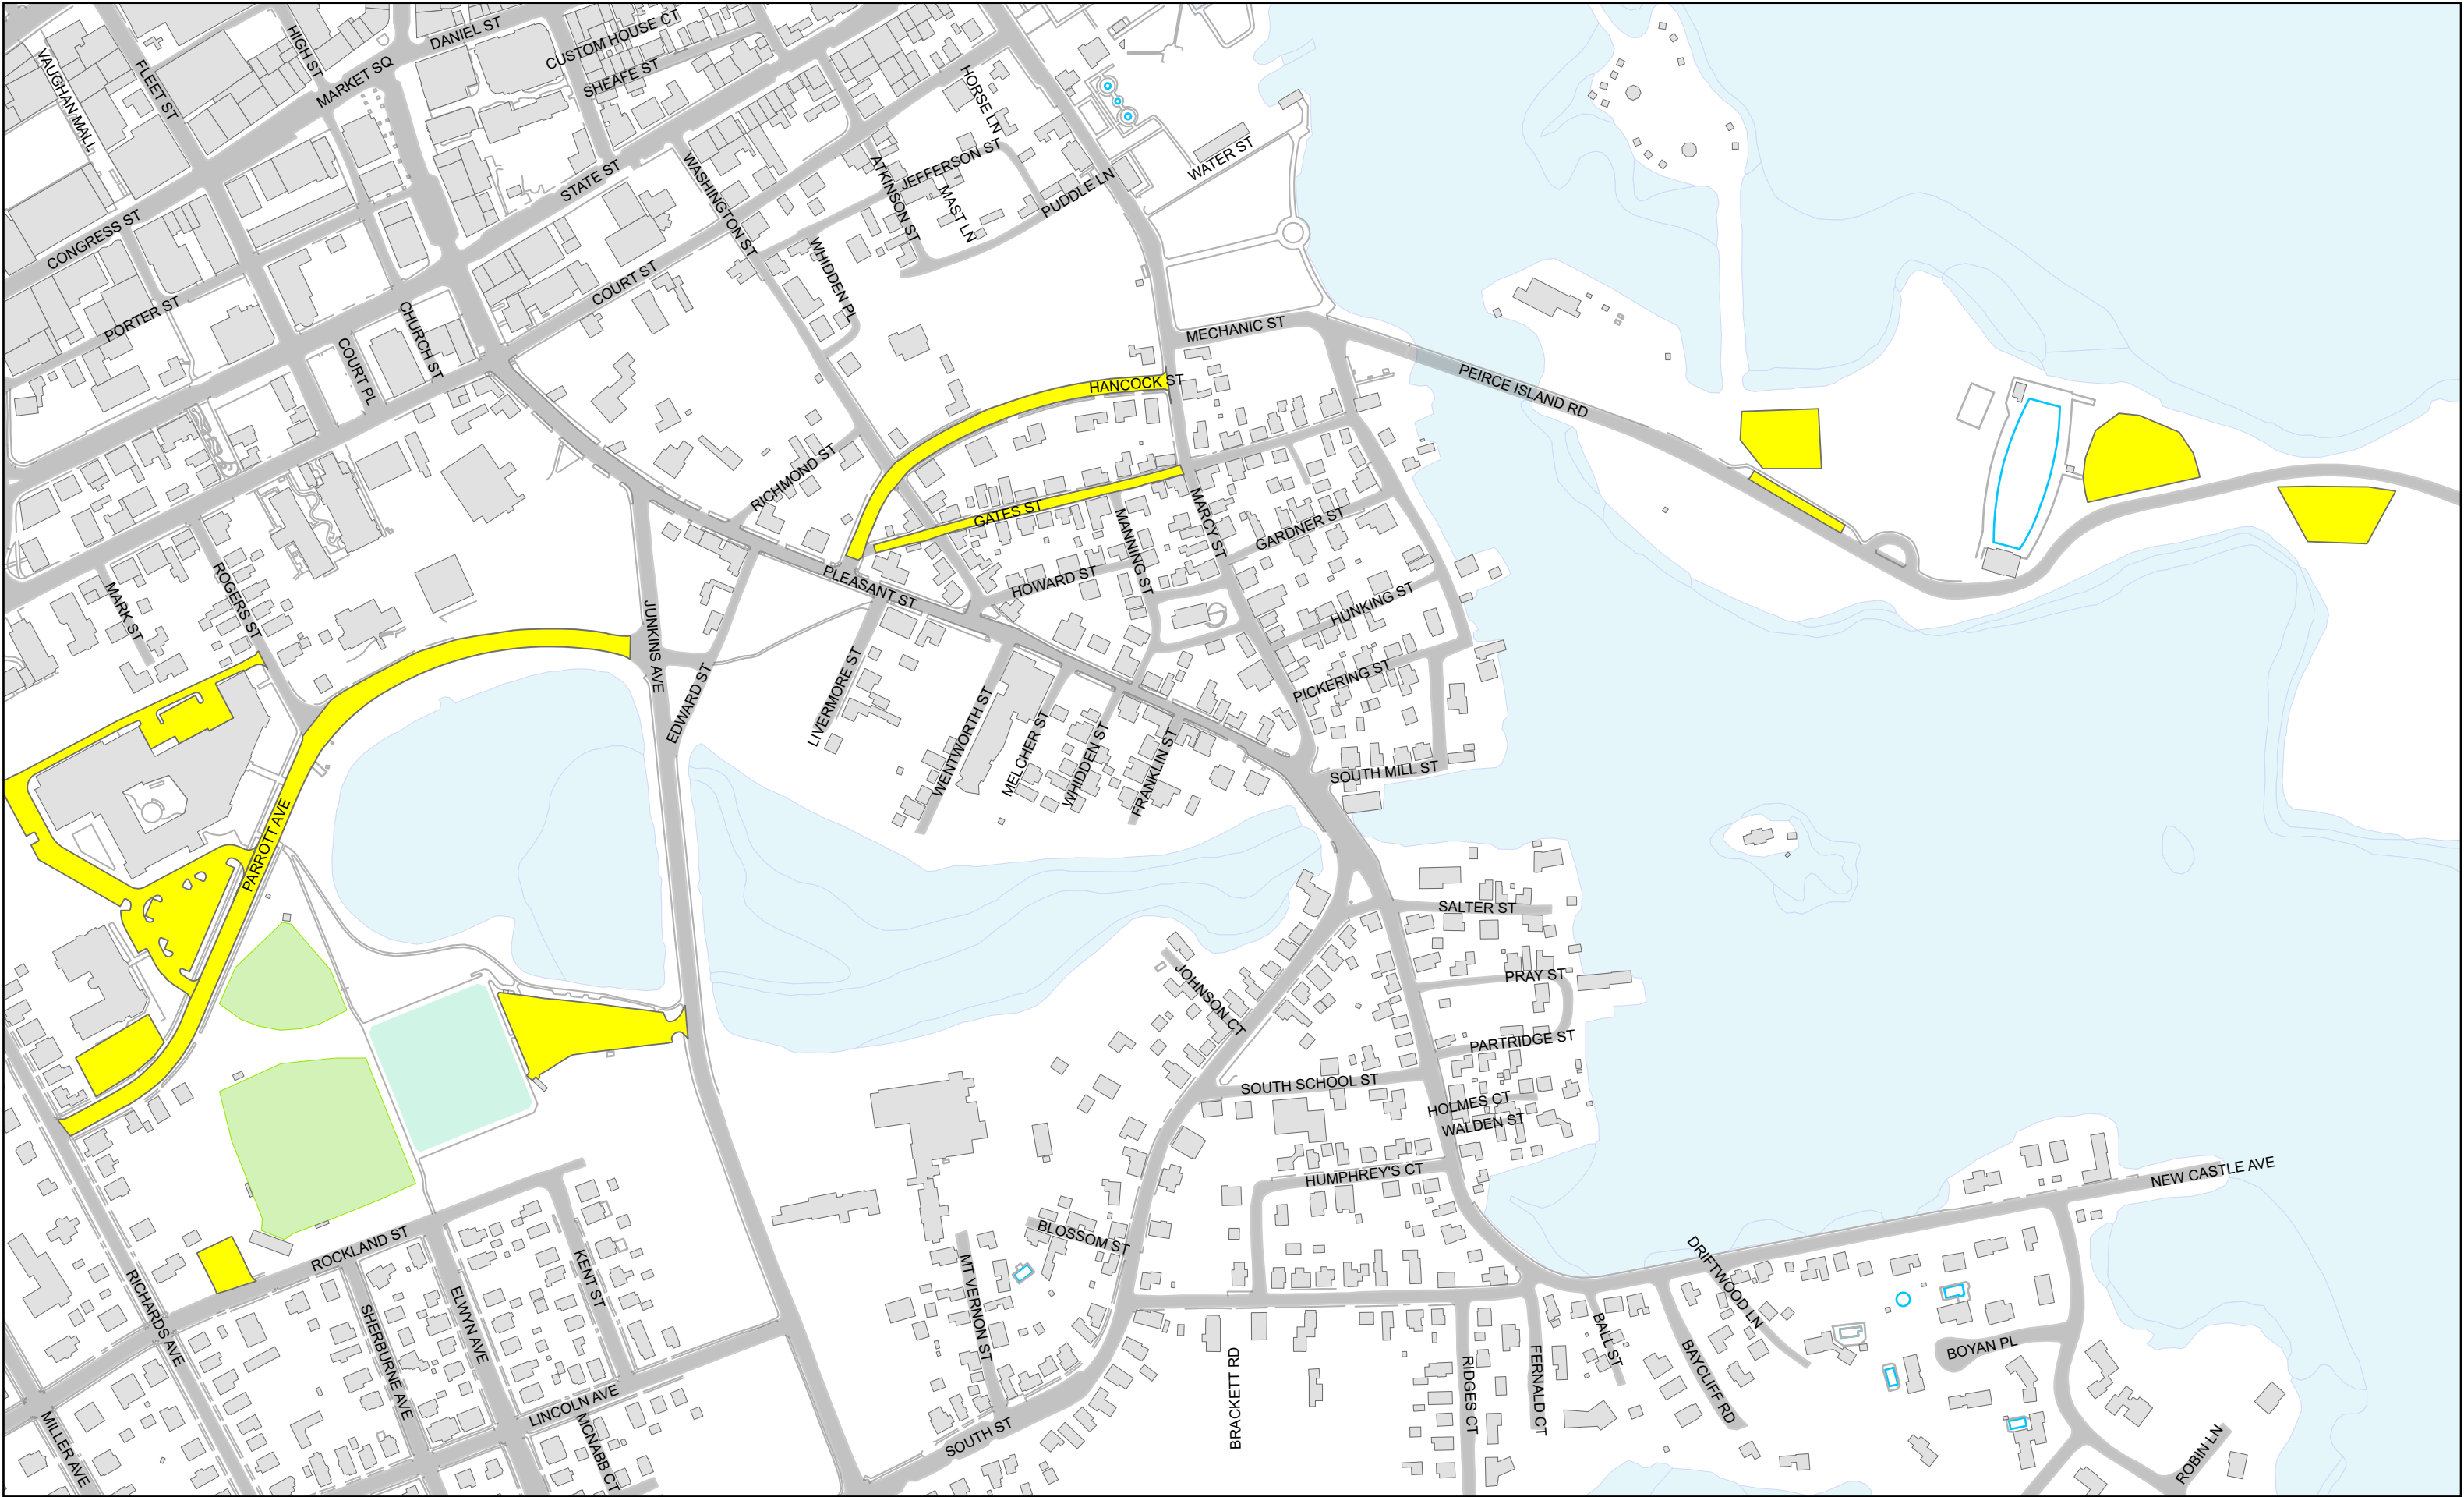 DANIEL ST
CUSTOM HOUSE CT
HIGH ST
VAUGHAN MALL
FLEET ST
MARKET SQ
SHEAFE ST
HORSE LN
STATE ST
WASHINGTON ST
ATKINSON ST
JEFFERSON ST
MAST LN
PUDDLE LN
WATER ST
CONGRESS ST
PORTER ST
COURT ST
WHIDDEN PL
CHURCH ST
COURT PL
MECHANIC ST
HANCOCK ST
PEIRCE ISLAND RD
RICHMOND ST
GATES ST
MANNING ST
MARCY ST
GARDNER ST
MARK ST
ROGERS ST
JUNKINS AVE
PLEASANT ST
HOWARD ST
HUNKING ST
EDWARD ST
LIVERMORE ST
WENTWORTH ST
MELCHER ST
WHIDDEN ST
FRANKLIN ST
PICKERING ST
SOUTH MILL ST
PARROTT AVE
SALTER ST
JOHNSON CT
PRAY ST
PARTRIDGE ST
SOUTH SCHOOL ST
HOLMES CT
WALDEN ST
HUMPHREY'S CT
NEW CASTLE AVE
ROCKLAND ST
BLOSSOM ST
MT VERNON ST
KENT ST
ELWYN AVE
SHERBURNE AVE
RICHARDS AVE
DRIFTWOOD LN
BALL ST
BAYCLIFF RD
BOYAN PL
BRACKETT RD
RIDGES CT
FERNALD CT
LINCOLN AVE
MCNABB CT
MILLER AVE
SOUTH ST
ROBIN LN